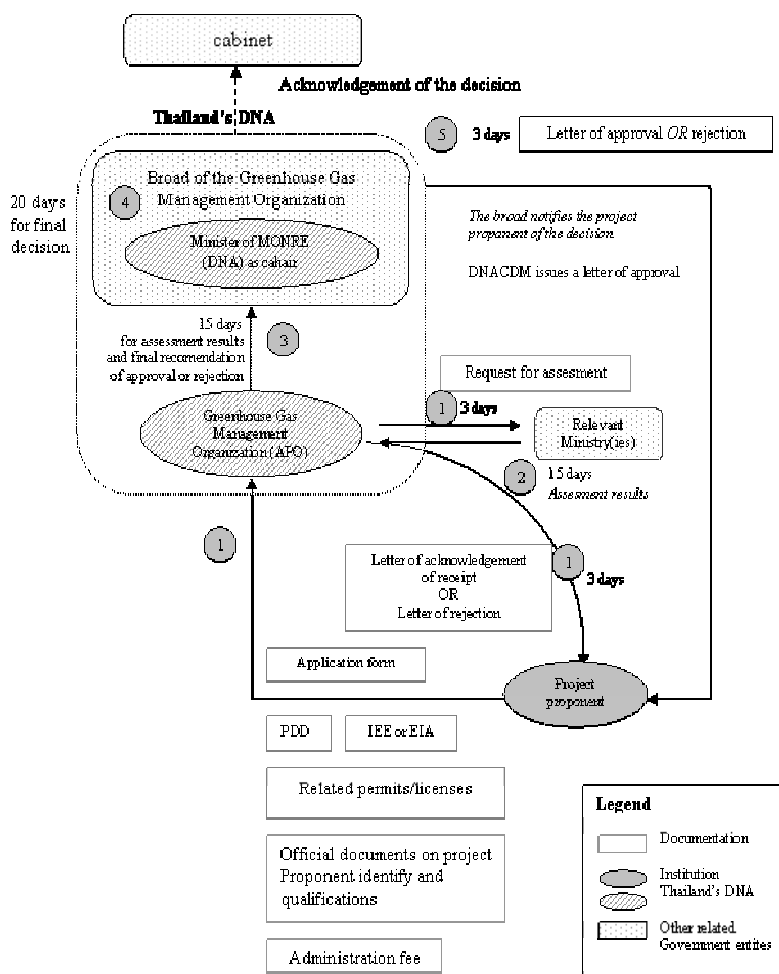 cabinet
Acknowledgement of the decision
Thailand's DNA
5
3 days
Letter of approval OR rejection
20 days
for final
decision
Broad of the Greenhouse Gas
4
Management Organization
Minister of MONRE
(DNA) as cahair
The broad notifies the project
proponent of the decision
DNACDM issues a letter of approval
15 days
for assessment results
and final recomendation
of approval or rejection
3
Request for assesment
1
3 days
Greenhouse Gas
Management
Organization (APO)
Relevant
Ministry(ies)
2
15 days
Assesment results
1
Letter of acknowledgement
of receipt
OR
Letter of rejection
1
3 days
Application form
Project
proponent
PDD
IEE or EIA
Related permits/licenses
Official documents on project
Proponent identify and
qualifications
Administration fee
Legend
Documentation
Institution
Thailand's DNA
Other related
Government entites